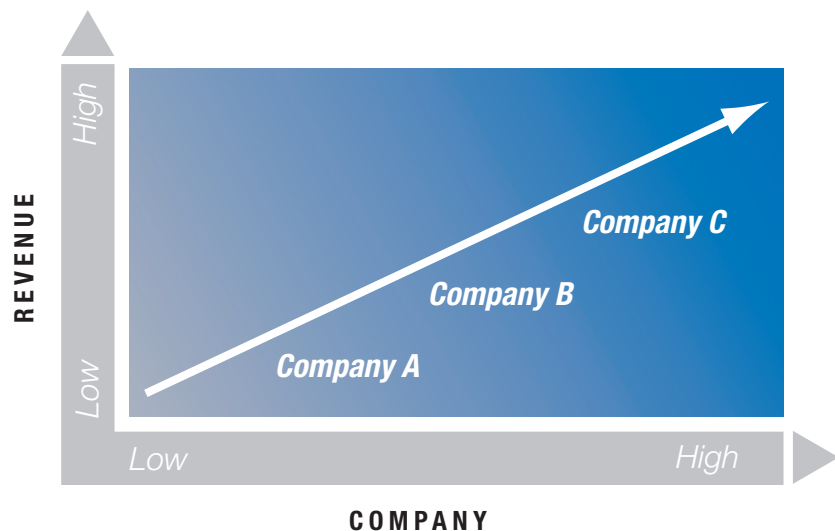 High
REVENUE
Company C
Company B
Company A
Low
Low
High
COMPANY